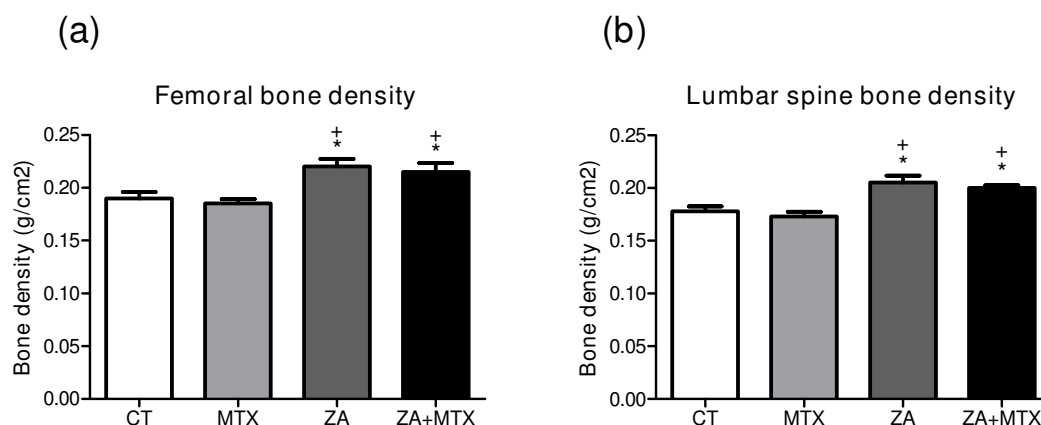 (a)
Femoral bone density
Bone density (g/cm2)
0.25
0.20
0.15
0.10
0.05
0.00
+
*
+
*
CT MTX ZA ZA+MTX
(b)
Lumbar spine bone density
Bone density (g/cm2)
0.25
0.20
0.15
0.10
0.05
0.00
+
*
+
*
CT MTX ZA ZA+MTX